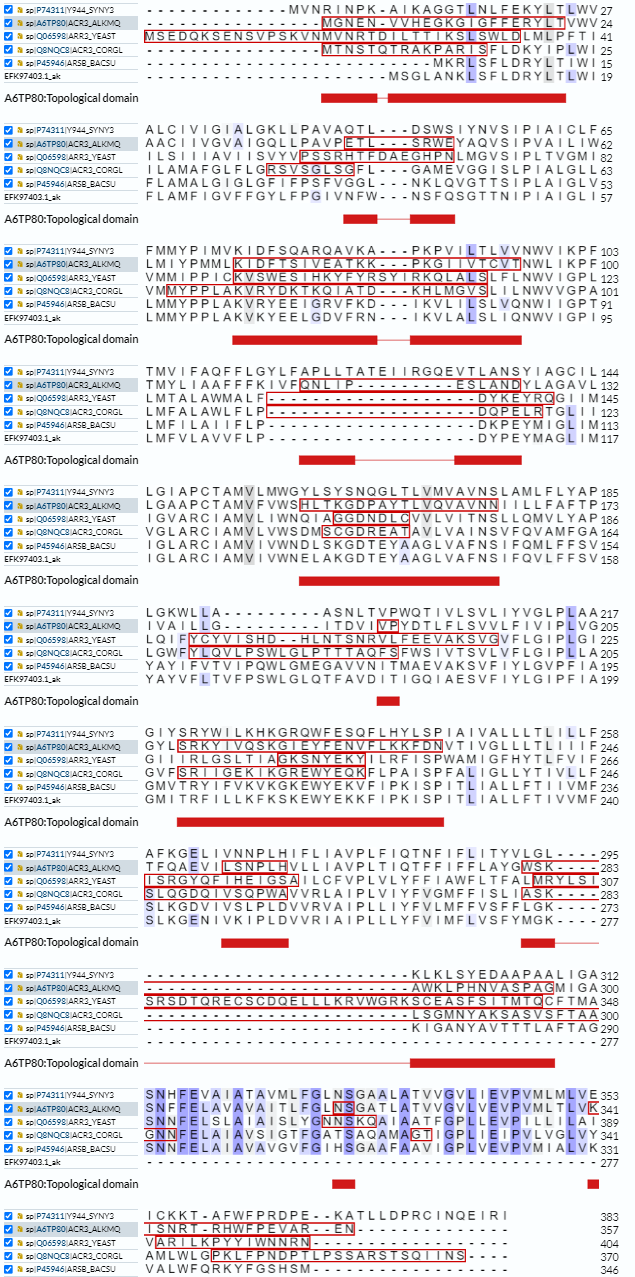 sp|P74311|Y944_SYNY3 -------------MVNRINPK-AIKAGGTLNLFEKYLTLWV 27
sp|A6TP80|ACR3_ALKMQ ----------------MGNEN-VVHEGKGIGFFERYLTVWV 24
sp|Q06598|ARR3_YEAST MSEDQKSENSVPSKVNMVNRTDILTTIKSLSWLDLMLPFTI 41
sp|Q8NQC8|ACR3_CORGL ----------------MTNSTQTRAKPARISFLDKYIPLWI 25
sp|P45946|ARSB_BACSU --------------------------MKRLSFLDRYLTIWI 15
EFK97403.1_ak ----------------------MSGLANKLSFLDRYLTLWI 19
A6TP80:Topological domain
sp|P74311|Y944_SYNY3 ALCIVIGIALGKLLPAVAQTL---DSWSIYNVSIPIAICLF 65
sp|A6TP80|ACR3_ALKMQ AACIIVGVAIGQLLPAVPETL---SRWEYAQVSIPVAILIW 62
sp|Q06598|ARR3_YEAST ILSIIIAVIISVYVPSSRHTFDAEGHPNLMGVSIPLTVGMI 82
sp|Q8NQC8|ACR3_CORGL ILAMAFGLFLGRSVSGLSGFL---GAMEVGGISLPIALGLL 63
sp|P45946|ARSB_BACSU FLAMALGIGLGFIFPSFVGGL---NKLQVGTTSIPLAIGLI 53
EFK97403.1_ak FLAMFIGVFFGYLFPGIVNFW---NSFQSGTTNIPIAIGLI 57
A6TP80:Topological domain
sp|P74311|Y944_SYNY3 FMMYPIMVKIDFSQARQAVKA---PKPVILTLVVNWVIKPF 103
sp|A6TP80|ACR3_ALKMQ LMIYPMMLKIDFTSIVEATKK---PKGIIVTCVTNWLIKPF 100
sp|Q06598|ARR3_YEAST VMMIPPICKVSWESIHKYFYRSYIRKQLALSLFLNWVIGPF 123
sp|Q8NQC8|ACR3_CORGL VMMYPPLAKVRYDKTKQIATD---KHLMGVSLILNWVVGPA 101
sp|P45946|ARSB_BACSU LMMYPPLAKVRYEEIGRVFKD---IKVLILSLIQNWIIGPT 91
EFK97403.1_ak LMMYPPLAKVKYEELGDVFRN---IKVLALSLIQNWVIGPI 95
A6TP80:Topological domain
sp|P74311|Y944_SYNY3 TMVIFAQFFLGYLFAPLLTATEIIRGQEVTLANSYIAGCIL 144
sp|A6TP80|ACR3_ALKMQ TMYLIAAFFFKIVFQNLIP---------ESLANDYLAGAVL 132
sp|Q06598|ARR3_YEAST LMTALAWMALF-------------------DYKEYRQGIIM 145
sp|Q8NQC8|ACR3_CORGL LMFALAWLFLP-------------------DQPELRTGLII 123
sp|P45946|ARSB_BACSU LMFILAIIFLP-------------------DKPEYMIGLIM 113
EFK97403.1_ak LMFVLAVVFLP-------------------DYPEYMAGLIM 117
A6TP80:Topological domain
sp|P74311|Y944_SYNY3 LGIAPCTAMVLMWGYLSYSNQGLTLVMVAVNSLAMLFLYAP 185
sp|A6TP80|ACR3_ALKMQ LGAAPCTAMVFVWSHLTKGDPAYTLVQVAVNNIILLFAFTP 173
sp|Q06598|ARR3_YEAST IGVARCIAMVLIWNQIAGGDNDLCVVLVITNSLLQMVLYAP 186
sp|Q8NQC8|ACR3_CORGL VGLARCIAMVLVWSDMSCGDREATAVLVAINSVFQVAMFGA 164
sp|P45946|ARSB_BACSU IGLARCIAMVIVWNDLSKGDTEYAAGLVAFNSIFQMLFFSV 154
EFK97403.1_ak IGLARCIAMVIVWNELAKGDTEYAAGLVAFNSIFQVLFFSV 158
A6TP80:Topological domain
sp|P74311|Y944_SYNY3 LGKWLLA---------ASNLTVPWQTIVLSVLIYVGLPLAA 217
sp|A6TP80|ACR3_ALKMQ IVAILLG---------ITDVIVPYDTLFLSVVLFIVIPLVG 205
sp|Q06598|ARR3_YEAST LQIFYCYVISHD--HLNTSNRVLFEEVAKSVGVFLGIPLGI 225
sp|Q8NQC8|ACR3_CORGL LGWFYLQVLPSWLGLPTTTAQFSFWSIVTSVLVFLGIPLLA 205
sp|P45946|ARSB_BACSU YAYIFVTVIPQWLGMEGAVVNITMAEVAKSVFIYLGVPFIA 195
EFK97403.1_ak YAYVFLTVFPSWLGLQTFAVDITIGQIAESVFIYLGIPFIA 199
A6TP80:Topological domain
sp|P74311|Y944_SYNY3 GIYSRYWILKHKGRQWFESQFLHYLSPIAIVALLLTLILLF 258
sp|A6TP80|ACR3_ALKMQ GYLSRKYIVQSKGIEYFENVFLKKFDNVTIVGLLLTLIIIF 246
sp|Q06598|ARR3_YEAST GIIIRLGSLTIAGKSNYEKYILRFISPWAMIGFHYTLFVIF 266
sp|Q8NQC8|ACR3_CORGL GVFSRIIGEKIKGREWYEQKFLPAISPFALIGLLYTIVLLF 246
sp|P45946|ARSB_BACSU GMVTRYIFVKVKGEKWYEKVFIPKISPITLIALLFTIVVMF 236
EFK97403.1_ak GMITRFILLKFKSKEWYEKKFIPKISPITLIALLFTIIVMF 240
A6TP80:Topological domain
sp|P74311|Y944_SYNY3 AFKGELIVNNPLHIFLIAVPLFIQTNFIFLITYVLGL---- 295
sp|A6TP80|ACR3_ALKMQ TFQAEVILSNPLHVLLIAVPLTIQTFFIFFLAYGWSK---- 283
sp|Q06598|ARR3_YEAST ISRGYQFIHEIGSAILCFVPLVLYFFIAWFLTFALMRYLSI 307
sp|Q8NQC8|ACR3_CORGL SLQGDQIVSQPWAVVRLAIPLVIYFVGMFFISLIASK---- 283
sp|P45946|ARSB_BACSU SLKGDVIVSLPLDVVRVAIPLLIYFVLMFFVSFFLGK---- 273
EFK97403.1_ak SLKGENIVKIPLDVVRIAIPLLLYFVIMFLVSFYMGK---- 277
A6TP80:Topological domain
sp|P74311|Y944_SYNY3 ------------------------KLKLSYEDAAPAALIGA 312
sp|A6TP80|ACR3_ALKMQ ------------------------AWKLPHNVASPAGMIGA 300
sp|Q06598|ARR3_YEAST SRSDTQRECSCDQELLLKRVWGRKSCEASFSITMTQCFTMA 348
sp|Q8NQC8|ACR3_CORGL ------------------------LSGMNYAKSASVSFTAA 300
sp|P45946|ARSB_BACSU ------------------------KIGANYAVTTTLAFTAG 290
EFK97403.1_ak ----------------------------------------- 277
A6TP80:Topological domain
sp|P74311|Y944_SYNY3 SNHFEVAIATAVMLFGLNSGAALATVVGVLIEVPVMLMLVE 353
sp|A6TP80|ACR3_ALKMQ SNFFELAVAVAITLFGLNSGATLATVVGVLVEVPVMLTLVK 341
sp|Q06598|ARR3_YEAST SNNFELSLAIAISLYGNNSKQAIAATFGPLLEVPILLILAI 389
sp|Q8NQC8|ACR3_CORGL GNNFELAIAVSIGTFGATSAQAMAGTIGPLIEIPVLVGLVY 341
sp|P45946|ARSB_BACSU SNNFELAIAVAVGVFGIHSGAAFAAVIGPLVEVPVMIALVN 331
EFK97403.1_ak ----------------------------------------- 277
A6TP80:Topological domain
sp|P74311|Y944_SYNY3 ICKKT-AFWFPRDPE--KATLLDPRCINQEIRI 383
sp|A6TP80|ACR3_ALKMQ ISNRT-RHWFPEVAR---EN------------- 357
sp|Q06598|ARR3_YEAST VARILKPYYIWNNRN------------------ 404
sp|Q8NQC8|ACR3_CORGL AMLWLGPKLFPNDPTLPSSARSTSQIINS---- 370
sp|P45946|ARSB_BACSU VALWFQRKYFGSHSM------------------ 346